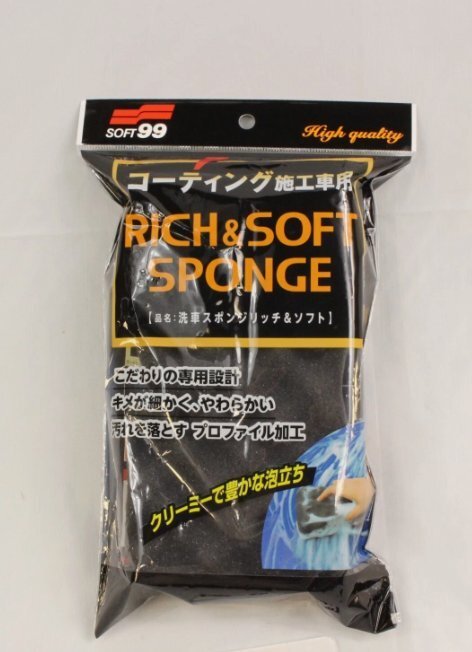 SOFT99
High quality
コーティング施工車用
RICH & SOFT
SPONGE
【品名：洗車スポンジリッチ＆ソフト】
こだわりの専用設計
キメが細かく、やわらかい
汚れを落とす プロファイル加工
クリーミーで豊かな泡立ち